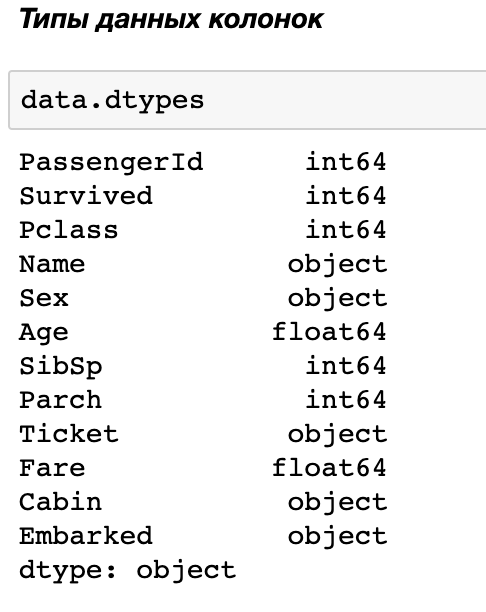 Типы данных колонок
data.dtypes
PassengerId int64
Survived int64
Pclass int64
Name object
Sex object
Age float64
SibSp int64
Parch int64
Ticket object
Fare float64
Cabin object
Embarked object
dtype: object